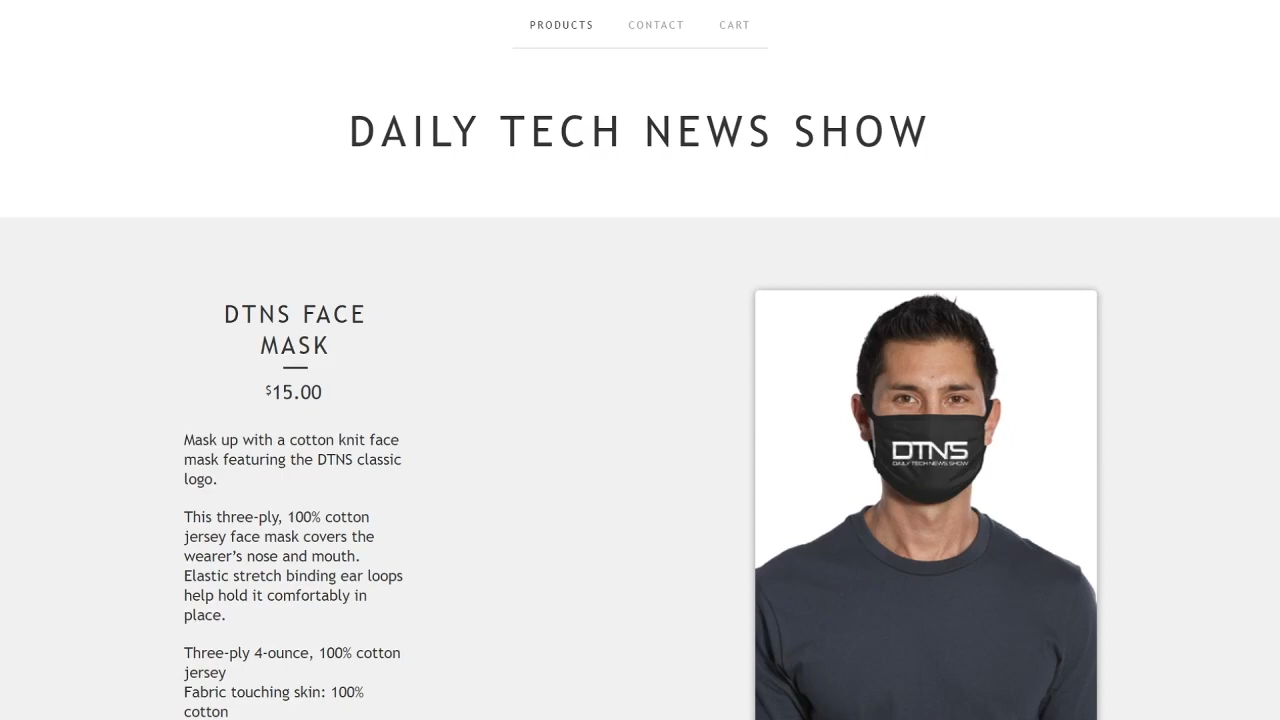 PRODUCTS CONTACT CART
DAILY TECH NEWS SHOW
DTNS FACE
MASK
$15.00
Mask up with a cotton knit face
mask featuring the DTNS classic
logo.
This three-ply, 100% cotton
jersey face mask covers the
wearer's nose and mouth.
Elastic stretch binding ear loops
help hold it comfortably in
place.
Three-ply 4-ounce, 100% cotton
jersey
Fabric touching skin: 100%
cotton
DTNS
DAILY TECH NEWS SHOW